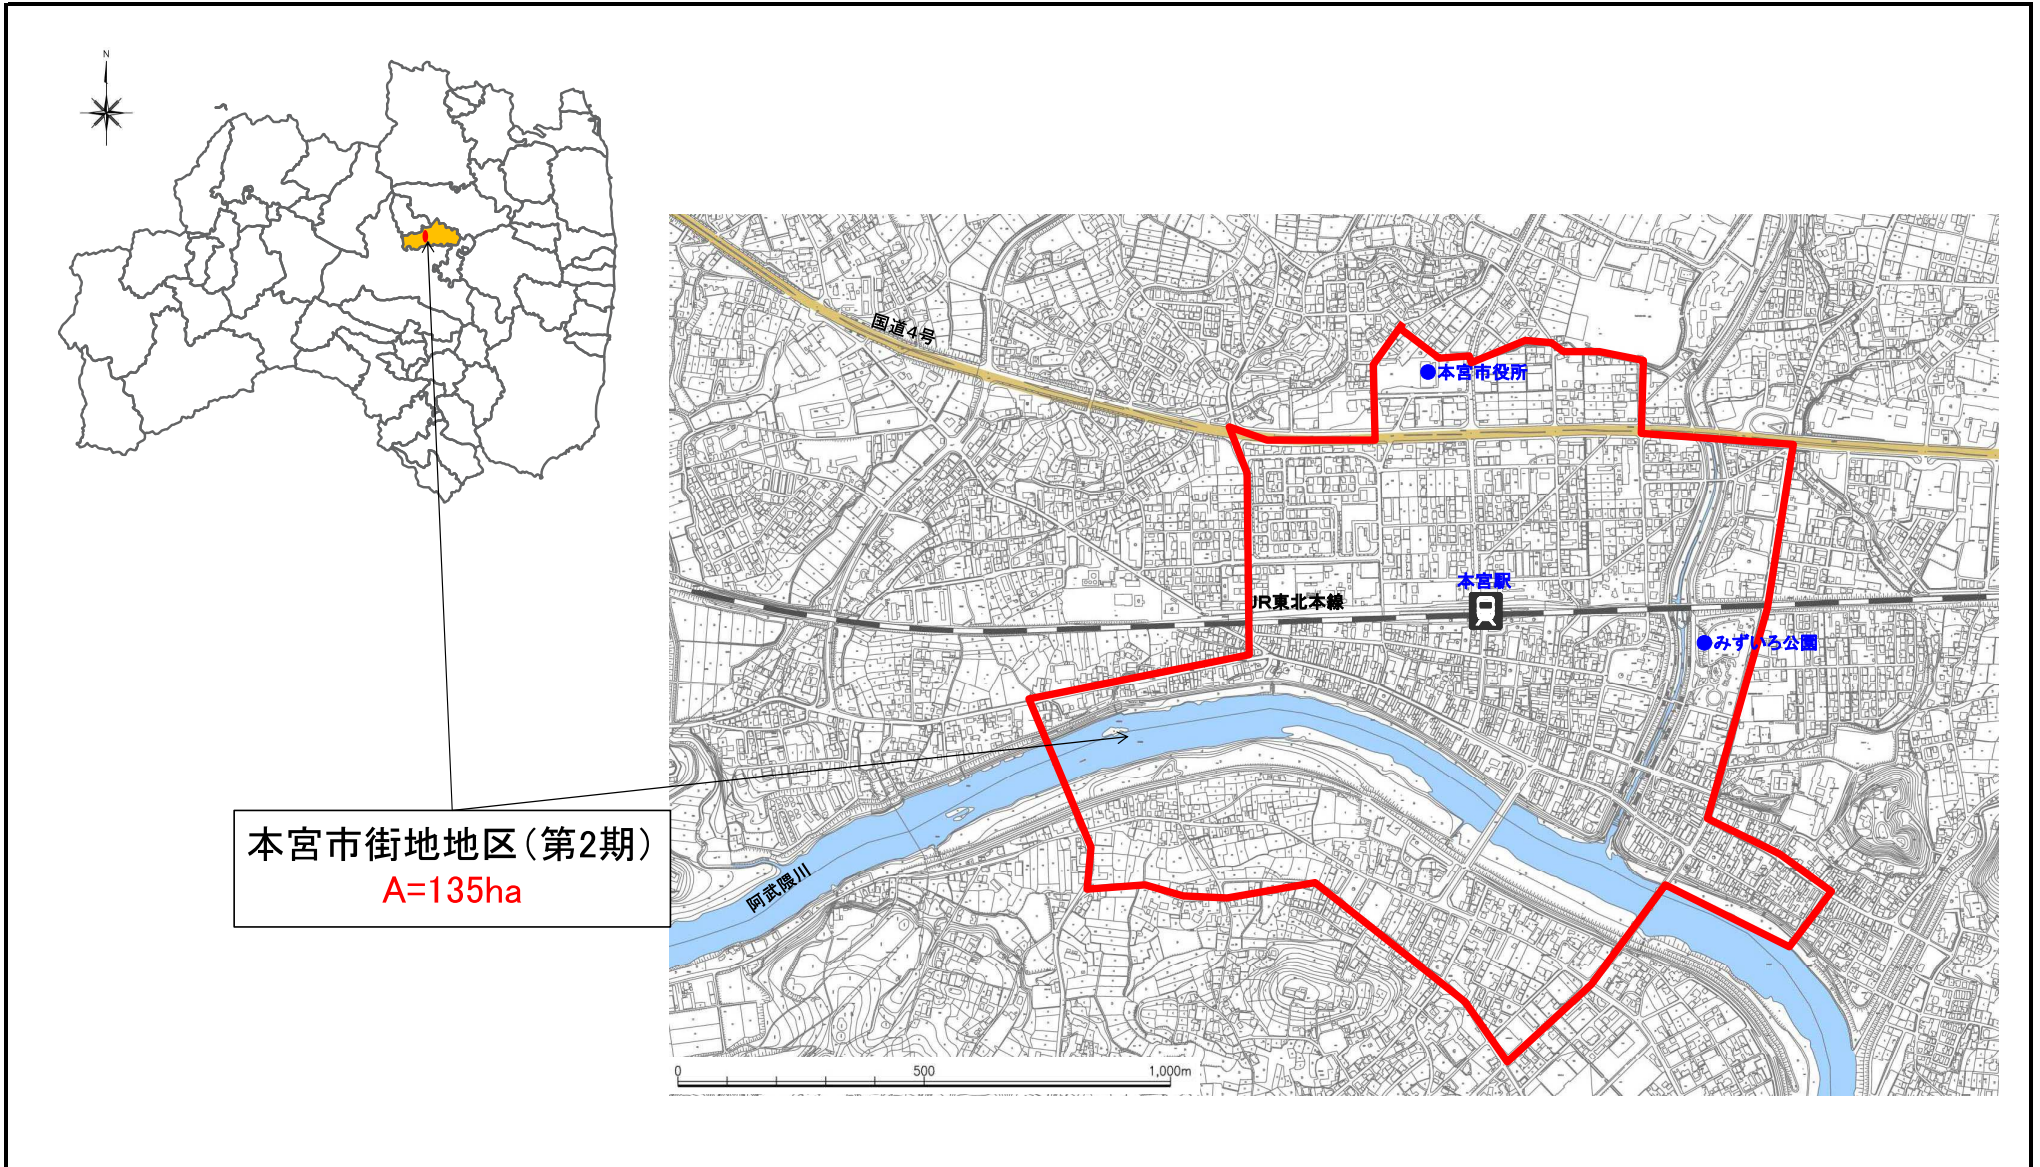 N
国道4号
●本宮市役所
本宮駅
JR東北本線
●みずいろ公園
本宮市街地地区(第2期)
A=135ha
阿武隈川
0 500 1,000m